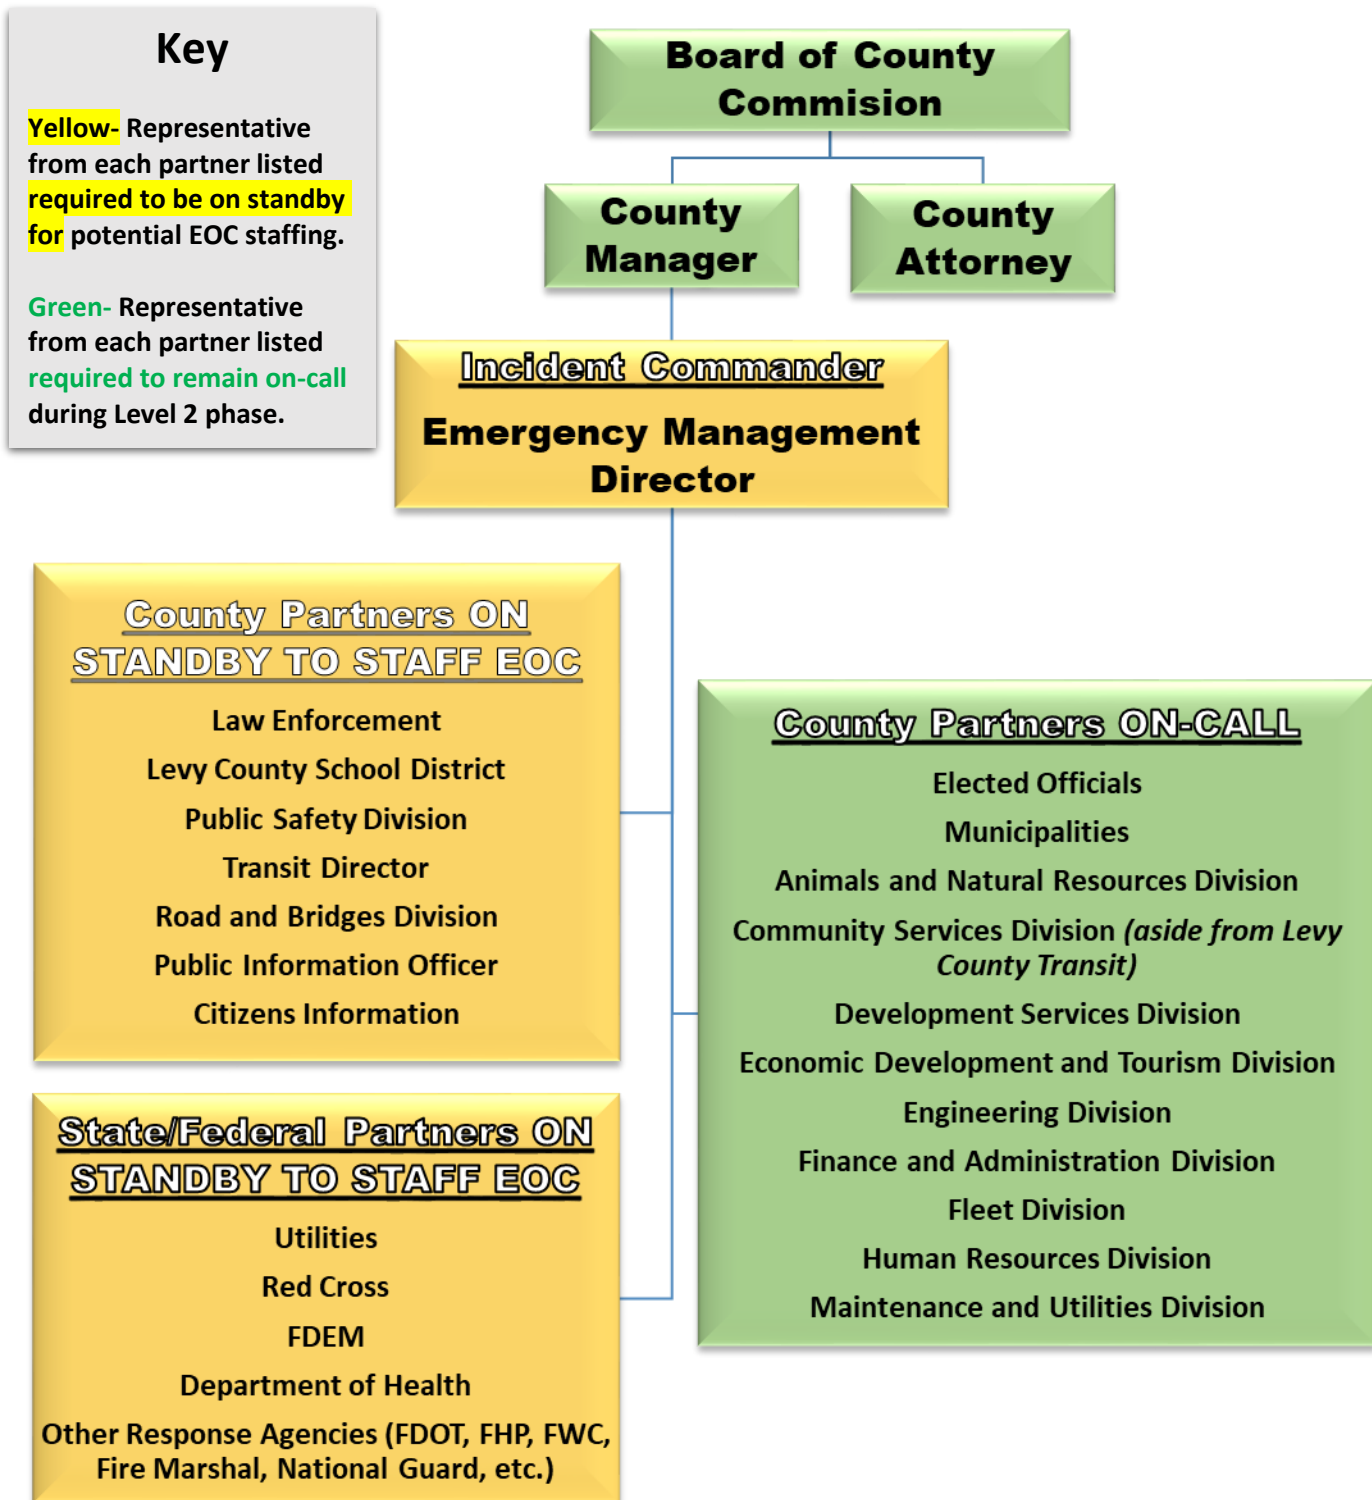 Key
Yellow- Representative
from each partner listed
required to be on standby
for potential EOC staffing.
Green- Representative
from each partner listed
required to remain on-call
during Level 2 phase.
Board of County
Commision
County
Manager
County
Attorney
Incident Commander
Emergency Management
Director
County Partners ON
STANDBY TO STAFF EOC
Law Enforcement
Levy County School District
Public Safety Division
Transit Director
Road and Bridges Division
Public Information Officer
Citizens Information
County Partners ON-CALL
Elected Officials
Municipalities
Animals and Natural Resources Division
Community Services Division (aside from Levy
County Transit)
Development Services Division
Economic Development and Tourism Division
Engineering Division
Finance and Administration Division
Fleet Division
Human Resources Division
Maintenance and Utilities Division
State/Federal Partners ON
STANDBY TO STAFF EOC
Utilities
Red Cross
FDEM
Department of Health
Other Response Agencies (FDOT, FHP, FWC,
Fire Marshal, National Guard, etc.)